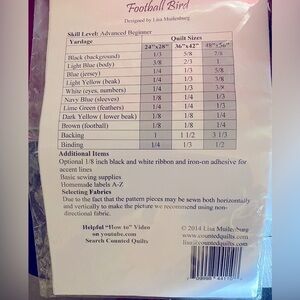 Football Bird
Designed by Lisa Muilenburg
Skill Level: Advanced Beginner
Yardage Quilt Sizes
24"x28" 36"x42" 48"x56"
Black (background) 1/3 5/8 7/8
Light Blue (body) 3/8 2/3 1
Blue (jersey) 1/4 1/3 5/8
Light Yellow (beak) 1/4 1/3 3/8
White (eyes, numbers) 1/4 1/3
Navy Blue (sleeves) 1/4 1/3 5/8
Lime Green (feathers) 1/4 1/4
Dark Yellow (lower beak) 1/8 1/4
Brown (football) 1/8 1/8 1/4
Backing 1 1 1/2 3 1/3
Binding 1/4 1/3 1/2
Additional Items
Optional 1/8 inch black and white ribbon and iron-on adhesive for
accent lines
Basic sewing supplies
Homemade labels A-Z
Selecting Fabrics
Due to the fact that the pattern pieces may be sewn both horizontally
and vertically to make the picture we recommend using non-
directional fabric.
Helpful "How to" Video
on youtube.com
Search Counted Quilts
© 2014 Lisa Muilenburg
www.countedquilts.com
lisa@countedquilts.com